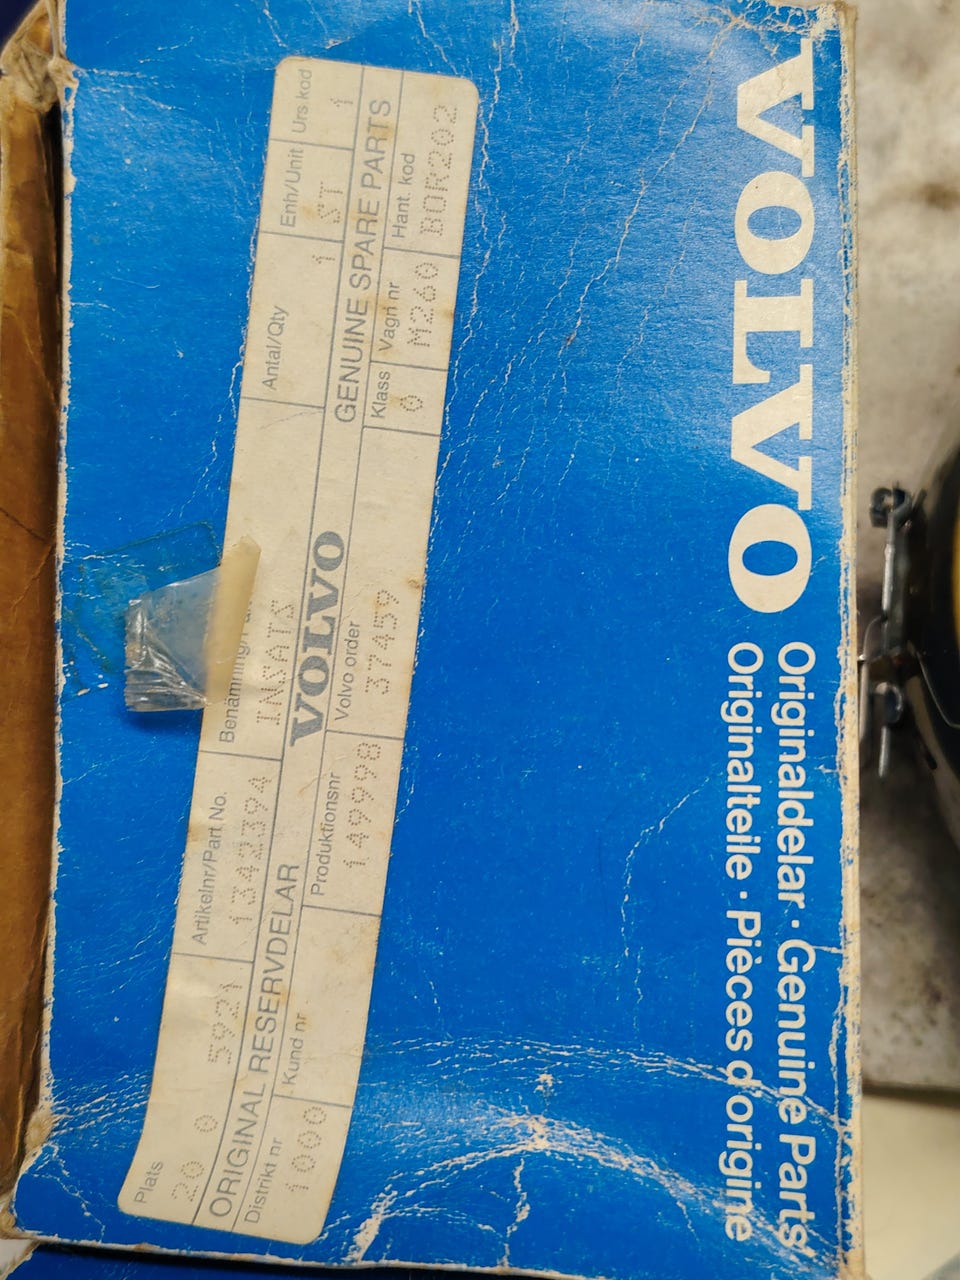 VOLVO
Originaldelar · Genuine Parts
Originalteile · Pièces d'origine
Plats Artikelnr/Part No. Benämning/ Antal/Qty Enh/Unit Urs kod
20 0 5921 1342394 INSATS 1 ST 1
ORIGINAL RESERVDELAR VOLVO GENUINE SPARE PARTS
Distrikt nr Kund nr Produktionsnr Volvo order Klass Vagn nr Hant. kod
1000 149998 37459 0 M260 BOR202